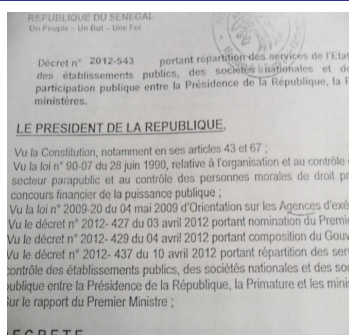 REPUBLIQUE DU SENEGAL
Un Peuple – Un But – Une Foi
Décret n° 2012-543 portant répartition des services de l'Etat
des établissements publics, des sociétés nationales et de
participation publique entre la Présidence de la République, la P
ministères.
LE PRESIDENT DE LA REPUBLIQUE,
Vu la Constitution, notamment en ses articles 43 et 67 ;
Vu la loi n° 90-07 du 28 juin 1990, relative à l'organisation et au contrôle
secteur parapublic et au contrôle des personnes morales de droit pr
concours financier de la puissance publique ;
Vu la loi n° 2009-20 du 04 mai 2009 d'Orientation sur les Agences d'exé
Vu le décret n° 2012- 427 du 03 avril 2012 portant nomination du Premie
Vu le décret n° 2012- 429 du 04 avril 2012 portant composition du Gouv
Vu le décret n° 2012- 437 du 10 avril 2012 portant répartition des ser
contrôle des établissements publics, des sociétés nationales et des soc
publique entre la Présidence de la République, la Primature et les mini
Sur le rapport du Premier Ministre ;
DECRETE